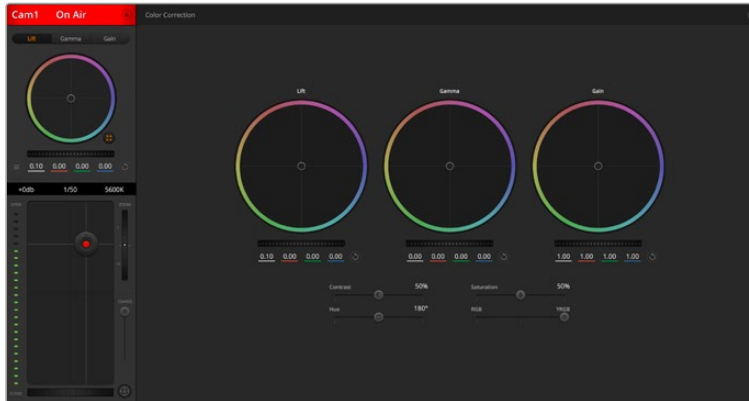 Cam1 On Air
Color Correction
Lift Gamma Gain
Lift Gamma Gain
0.10 0.00 0.00 0.00
+0db 1/50 5600K
0.10 0.00 0.00 0.00
0.00 0.00 0.00 0.00
1.00 1.00 1.00 1.00
Contrast 50%
Saturation 50%
Hue 180°
RGB YRGB